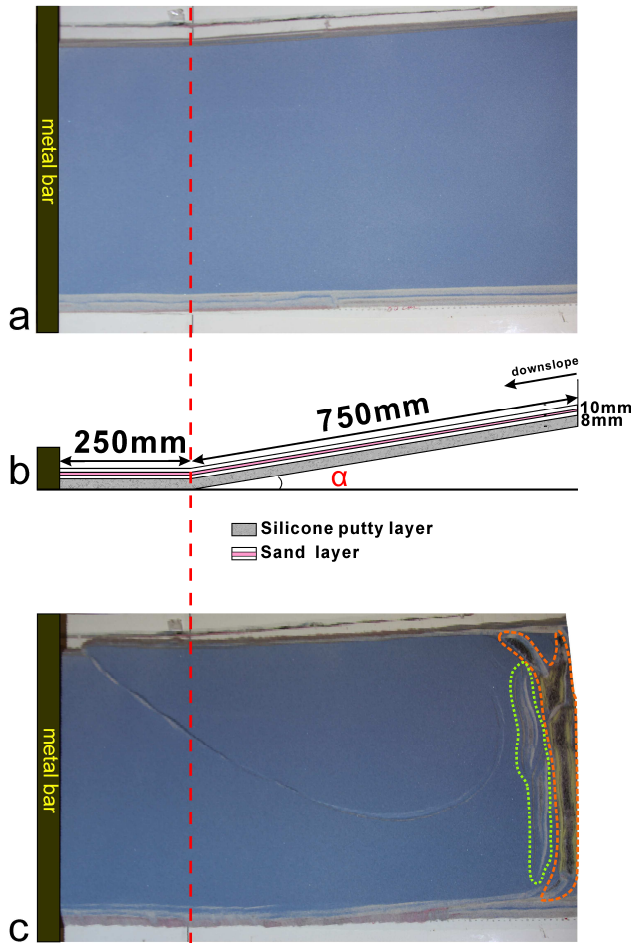 metal bar
a
downslope
750mm
10mm
8mm
250mm
b
α
Silicone putty layer
Sand layer
metal bar
c